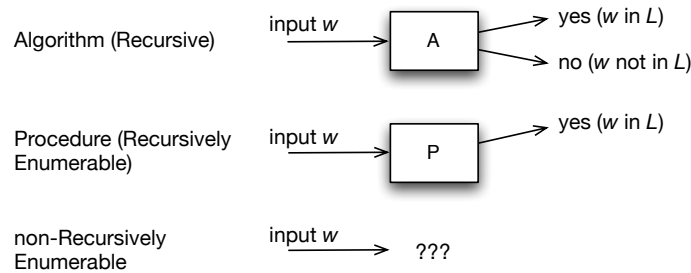 Algorithm (Recursive)
input w
A
yes (w in L)
no (w not in L)
Procedure (Recursively
Enumerable)
input w
P
yes (w in L)
non-Recursively
Enumerable
input w
???